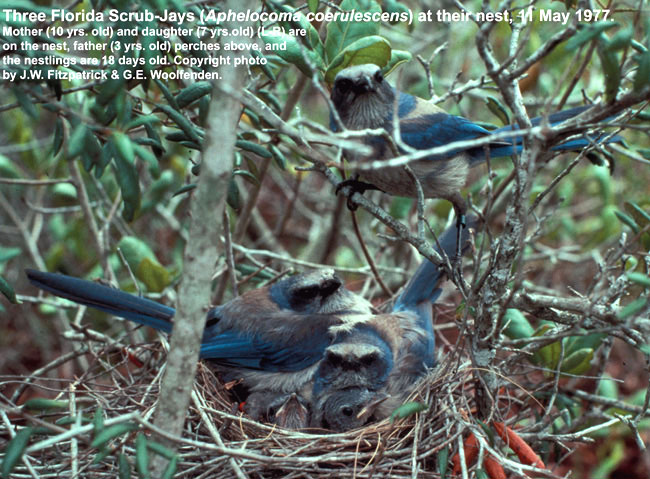 Three Florida Scrub-Jays (Aphelocoma coerulescens) at their nest, 11 May 1977.
Mother (10 yrs. old) and daughter (7 yrs.old) (L-R) are
on the nest, father (3 yrs. old) perches above, and
the nestlings are 18 days old. Copyright photo
by J.W. Fitzpatrick & G.E. Woolfenden.